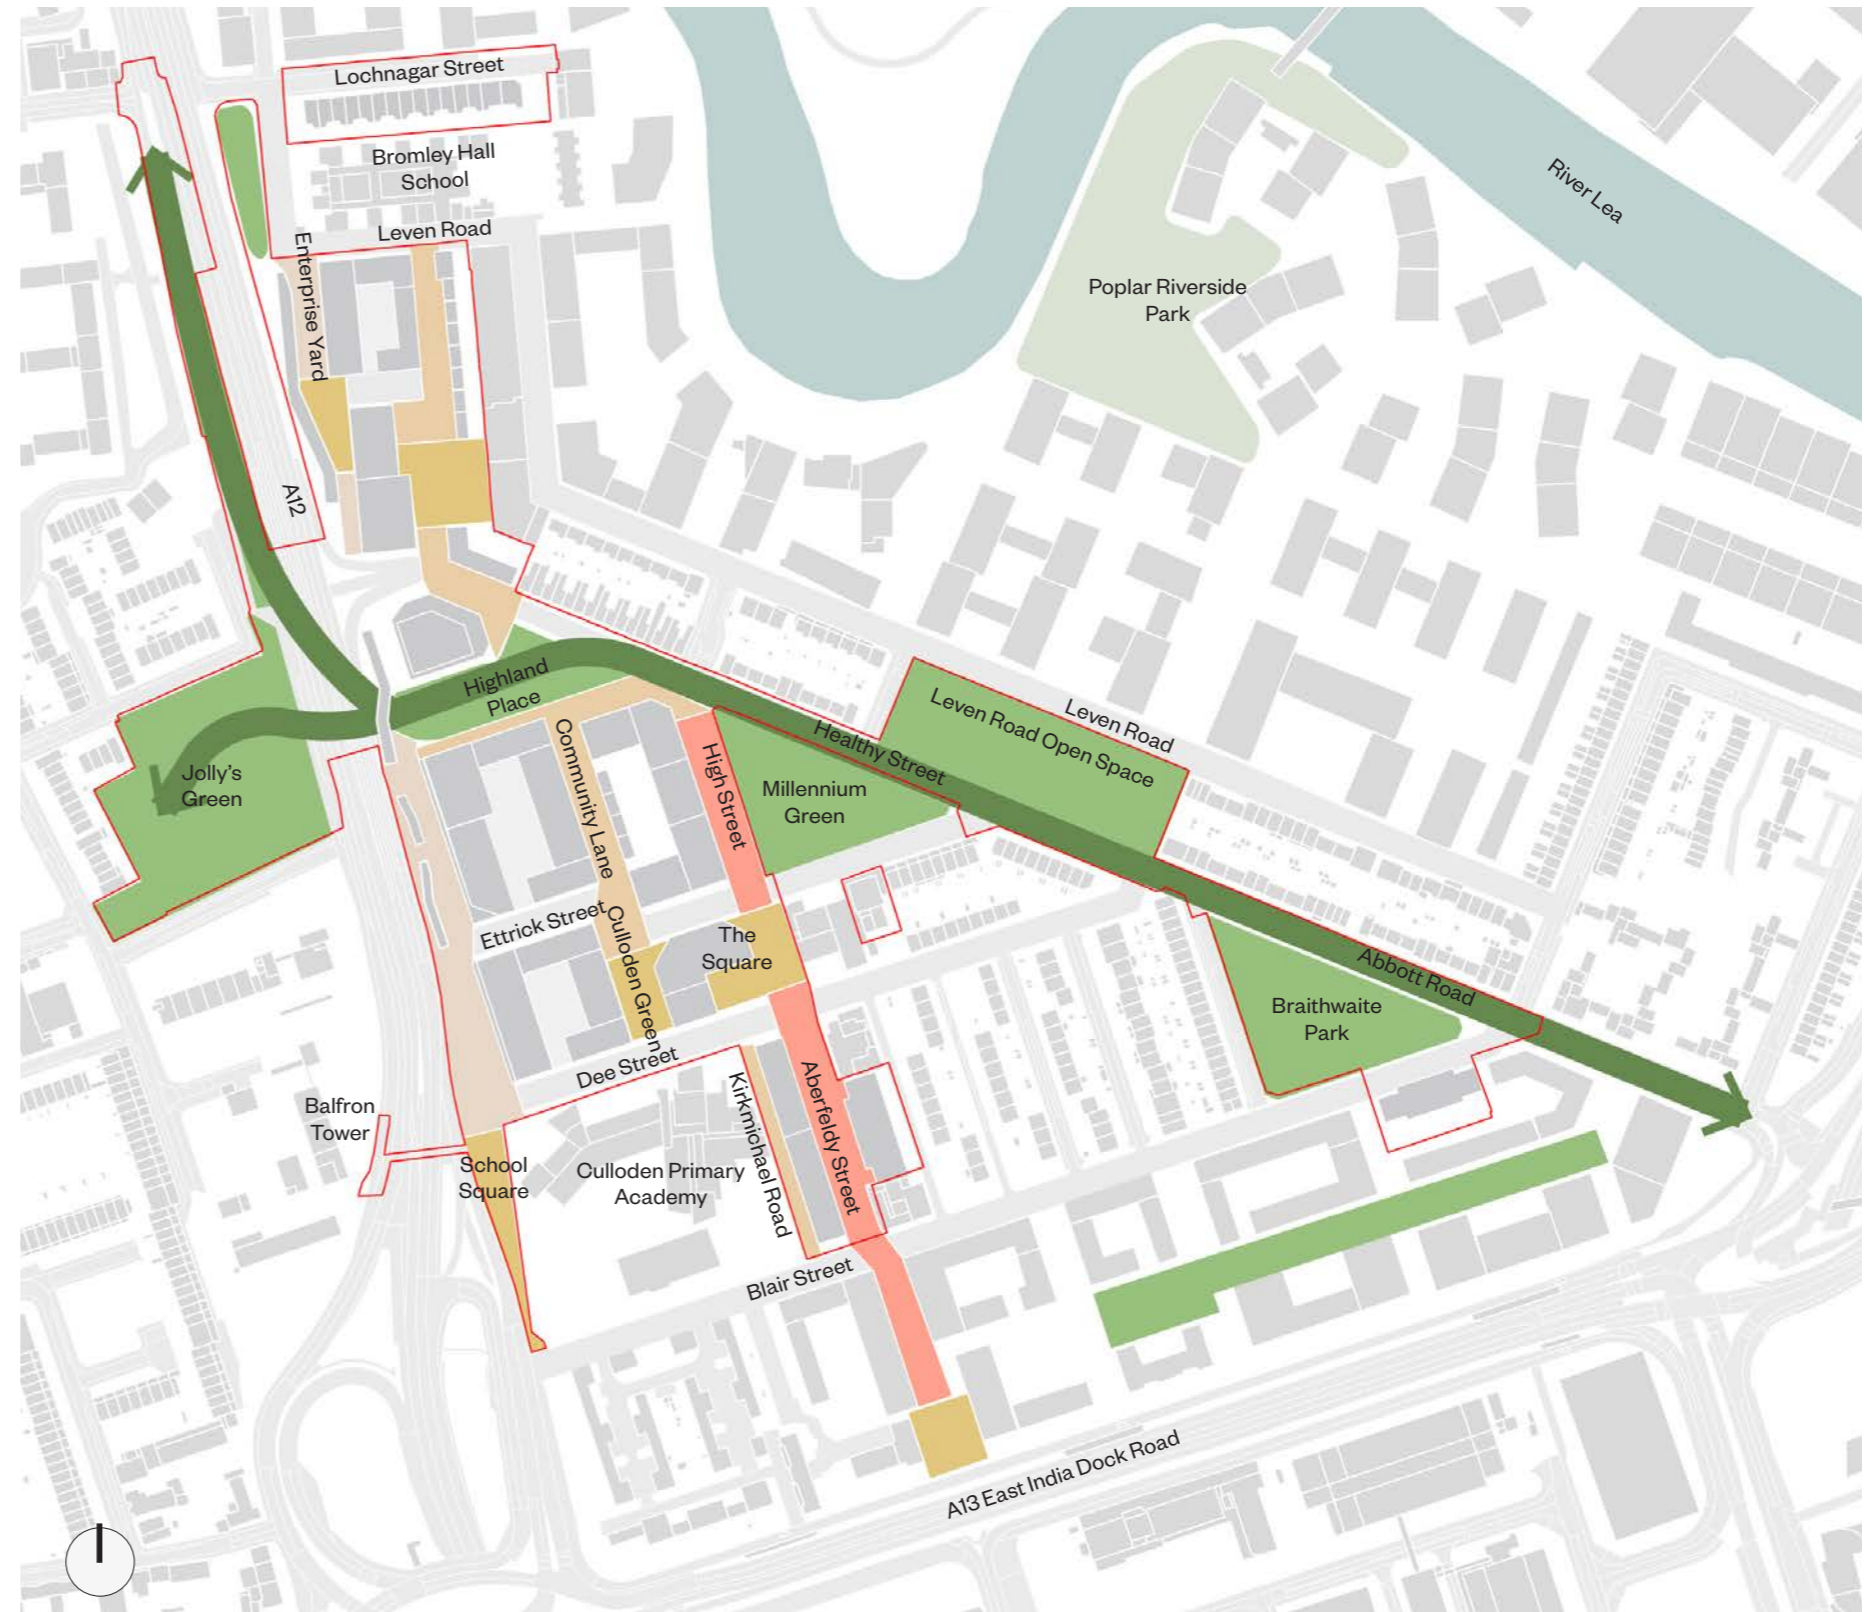 Lochnagar Street
Bromley Hall
School
River Lea
Leven Road
Enterprise Yard
Poplar Riverside
Park
A12
Highland
Place
Leven Road Open Space
Leven Road
Community Lane
High Street
Healthy Street
Jolly's
Green
Millennium
Green
Ettrick Street
Culloden Green
The
Square
Abbott Road
Braithwaite
Park
Dee Street
Balfron
Tower
Kirkmichael Road
Aberfeldy Street
School
Square
Culloden Primary
Academy
Blair Street
A13 East India Dock Road